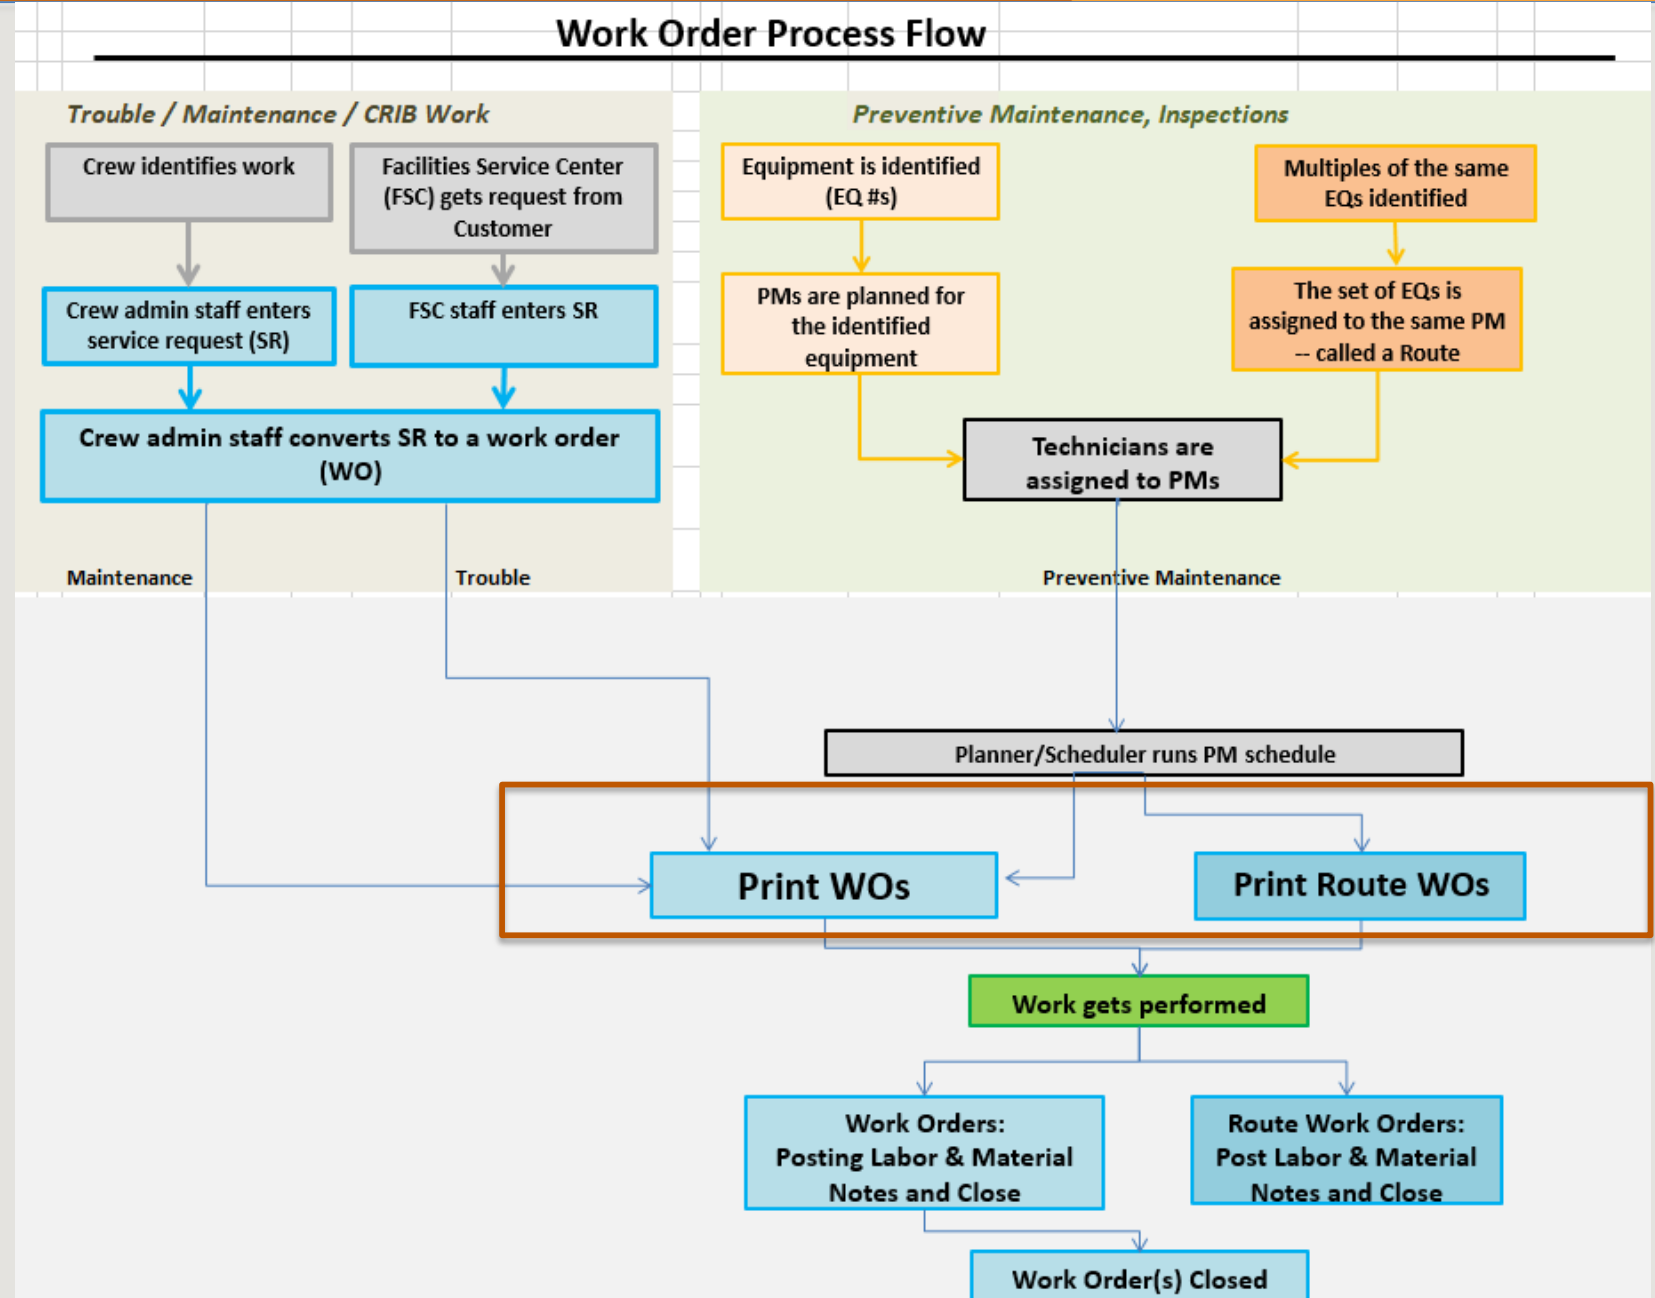 Work Order Process Flow
Trouble / Maintenance / CRIB Work
Crew identifies work
Facilities Service Center
(FSC) gets request from
Customer
Crew admin staff enters
service request (SR)
FSC staff enters SR
Crew admin staff converts SR to a work order
(WO)
Maintenance
Trouble
Preventive Maintenance, Inspections
Equipment is identified
(EQ #s)
Multiples of the same
EQs identified
PMs are planned for
the identified
equipment
The set of EQs is
assigned to the same PM
-- called a Route
Technicians are
assigned to PMs
Preventive Maintenance
Planner/Scheduler runs PM schedule
Print WOs
Print Route WOs
Work gets performed
Work Orders:
Posting Labor & Material
Notes and Close
Route Work Orders:
Post Labor & Material
Notes and Close
Work Order(s) Closed